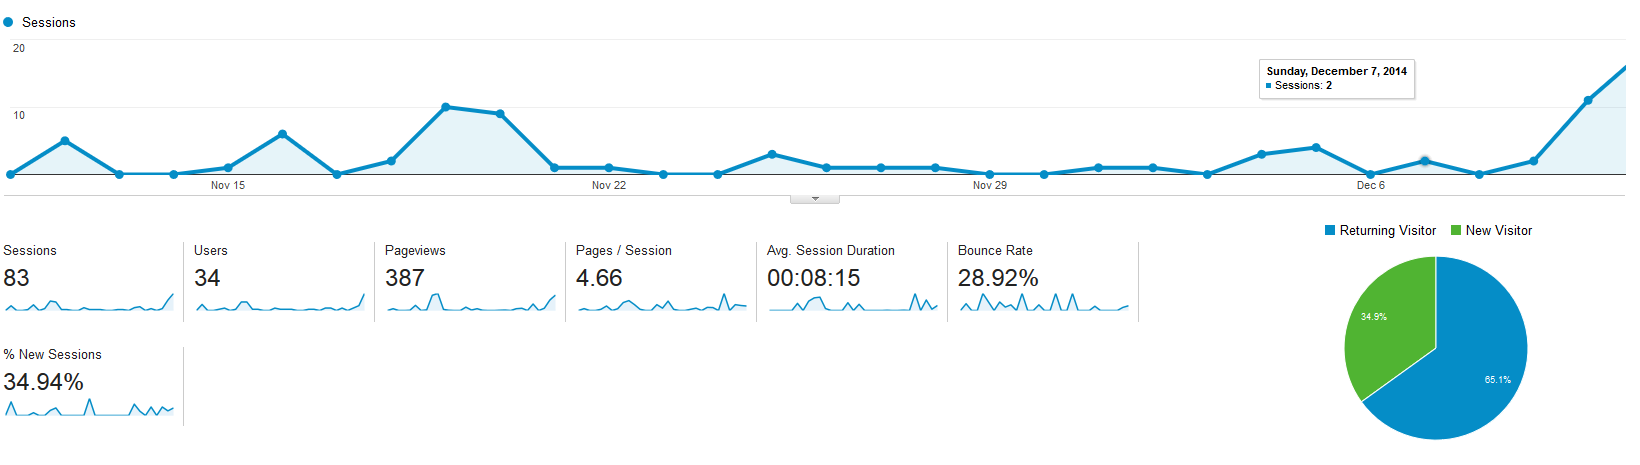 Sessions
20
10
Sunday, December 7, 2014
Sessions: 2
Nov 15
Nov 22
Nov 29
Dec 6
Sessions
83
Users
34
Pageviews
387
Pages / Session
4.66
Avg. Session Duration
00:08:15
Bounce Rate
28.92%
% New Sessions
34.94%
Returning Visitor
New Visitor
34.9%
65.1%